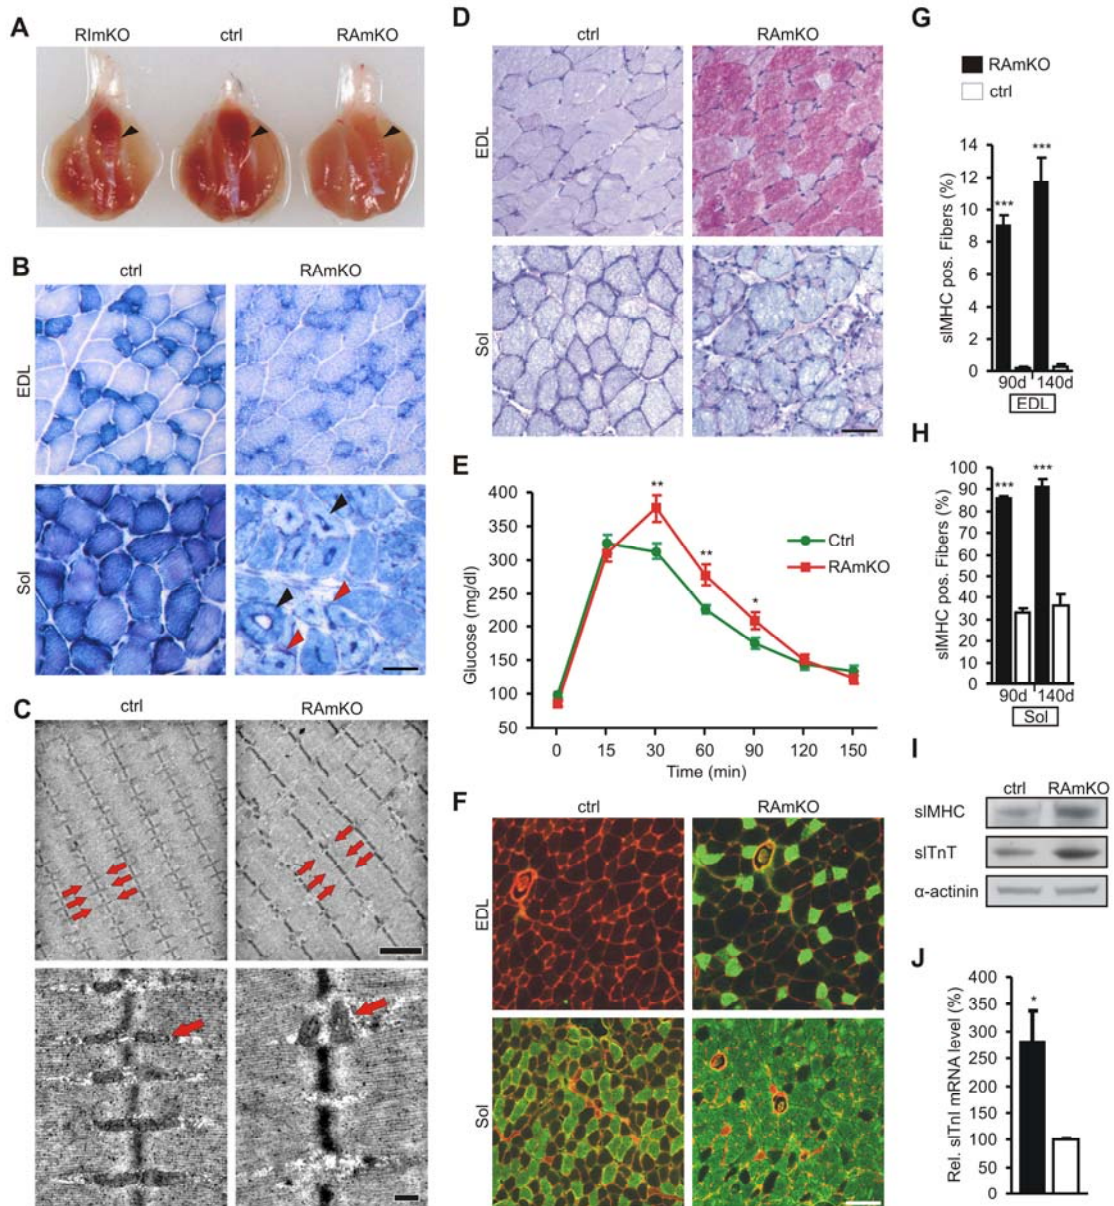 A
RImKO ctrl RAmKO
B
ctrl RAmKO
EDL
Sol
C
ctrl RAmKO
D
ctrl RAmKO
EDL
Sol
E
Glucose (mg/dl)
400
350
300
250
200
150
100
50
** ** *
Ctrl
RAmKO
0 15 30 60 90 120 150
Time (min)
F
ctrl RAmKO
EDL
Sol
G
RAmKO
ctrl
slMHC pos. Fibers (%)
14
12
10
8
6
4
2
0
*** ***
90d 140d
EDL
H
slMHC pos. Fibers (%)
100
90
80
70
60
50
40
30
20
10
0
*** ***
90d 140d
Sol
I
ctrl RAmKO
slMHC
slTnT
α-actinin
J
Rel. slTnI mRNA level (%)
400
350
300
250
200
150
100
50
0
*